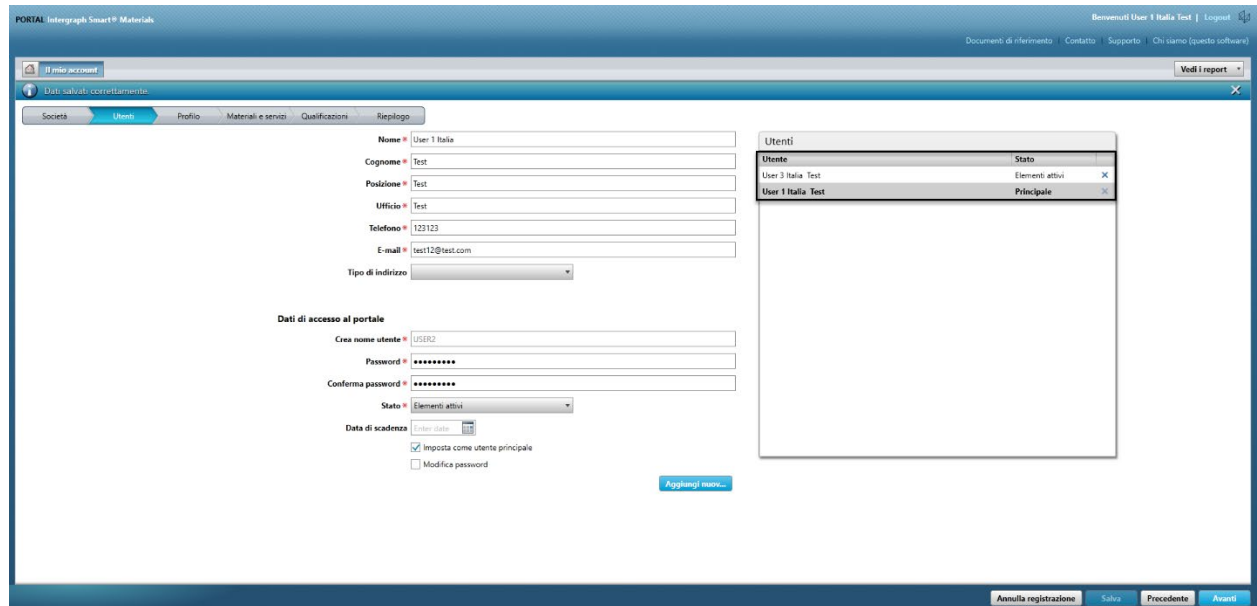 PORTAL Intergraph Smart® Materials
Benvenuti User 1 Italia Test | Logout
Documenti di riferimento | Contatto | Supporto | Chi siamo (questo software)
Il mio account
Vedi i report
Dati salvati correttamente.
Società Utenti Profilo Materiali e servizi Qualificazioni Riepilogo
Nome * User 1 Italia
Cognome * Test
Posizione * Test
Ufficio * Test
Telefono * 123123
E-mail * test12@test.com
Tipo di indirizzo
Dati di accesso al portale
Crea nome utente * USER2
Password * •••••••••
Conferma password * •••••••••
Stato * Elementi attivi
Data di scadenza Enter date
Imposta come utente principale
Modifica password
Aggiungi nuov...
Utenti
Utente Stato
User 3 Italia Test Elementi attivi
User 1 Italia Test Principale
Annulla registrazione Salva Precedente Avanti